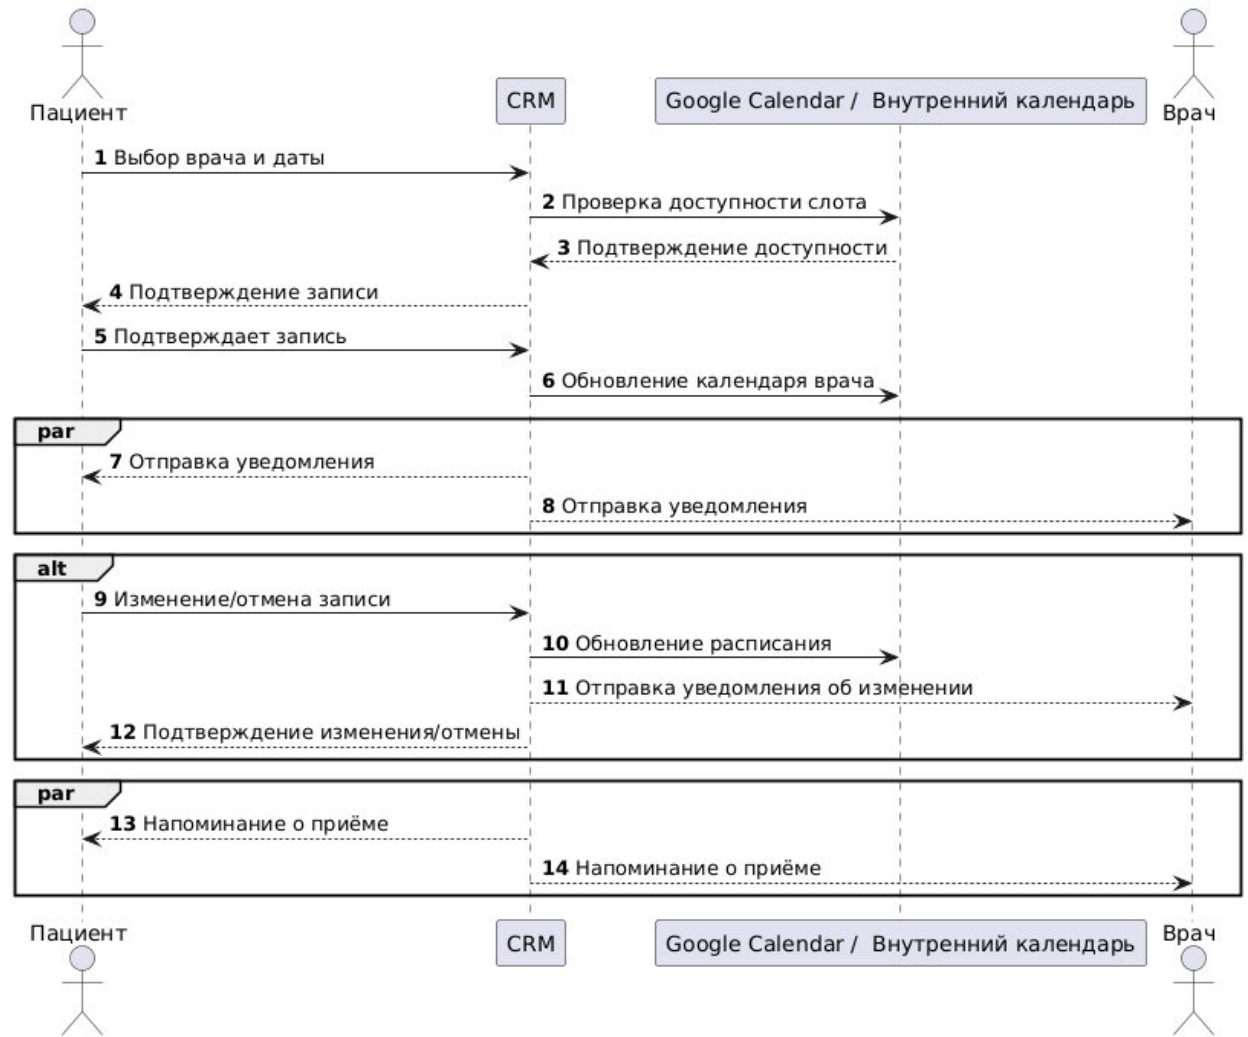 Пациент
CRM
Google Calendar /  Внутренний календарь
Врач
1 Выбор врача и даты
2 Проверка доступности слота
3 Подтверждение доступности
4 Подтверждение записи
5 Подтверждает запись
6 Обновление календаря врача
par
7 Отправка уведомления
8 Отправка уведомления
alt
9 Изменение/отмена записи
10 Обновление расписания
11 Отправка уведомления об изменении
12 Подтверждение изменения/отмены
par
13 Напоминание о приёме
14 Напоминание о приёме
Пациент
CRM
Google Calendar /  Внутренний календарь
Врач